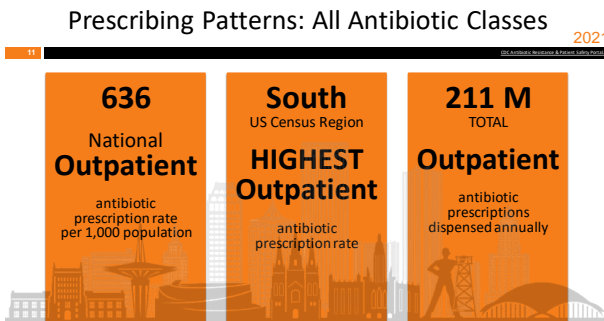 Prescribing Patterns: All Antibiotic Classes
2021
11
CDC Antibiotic Resistance & Patient Safety Portal
636
National
Outpatient
antibiotic
prescription rate
per 1,000 population
South
US Census Region
HIGHEST
Outpatient
antibiotic
prescription rate
211 M
TOTAL
Outpatient
antibiotic
prescriptions
dispensed annually